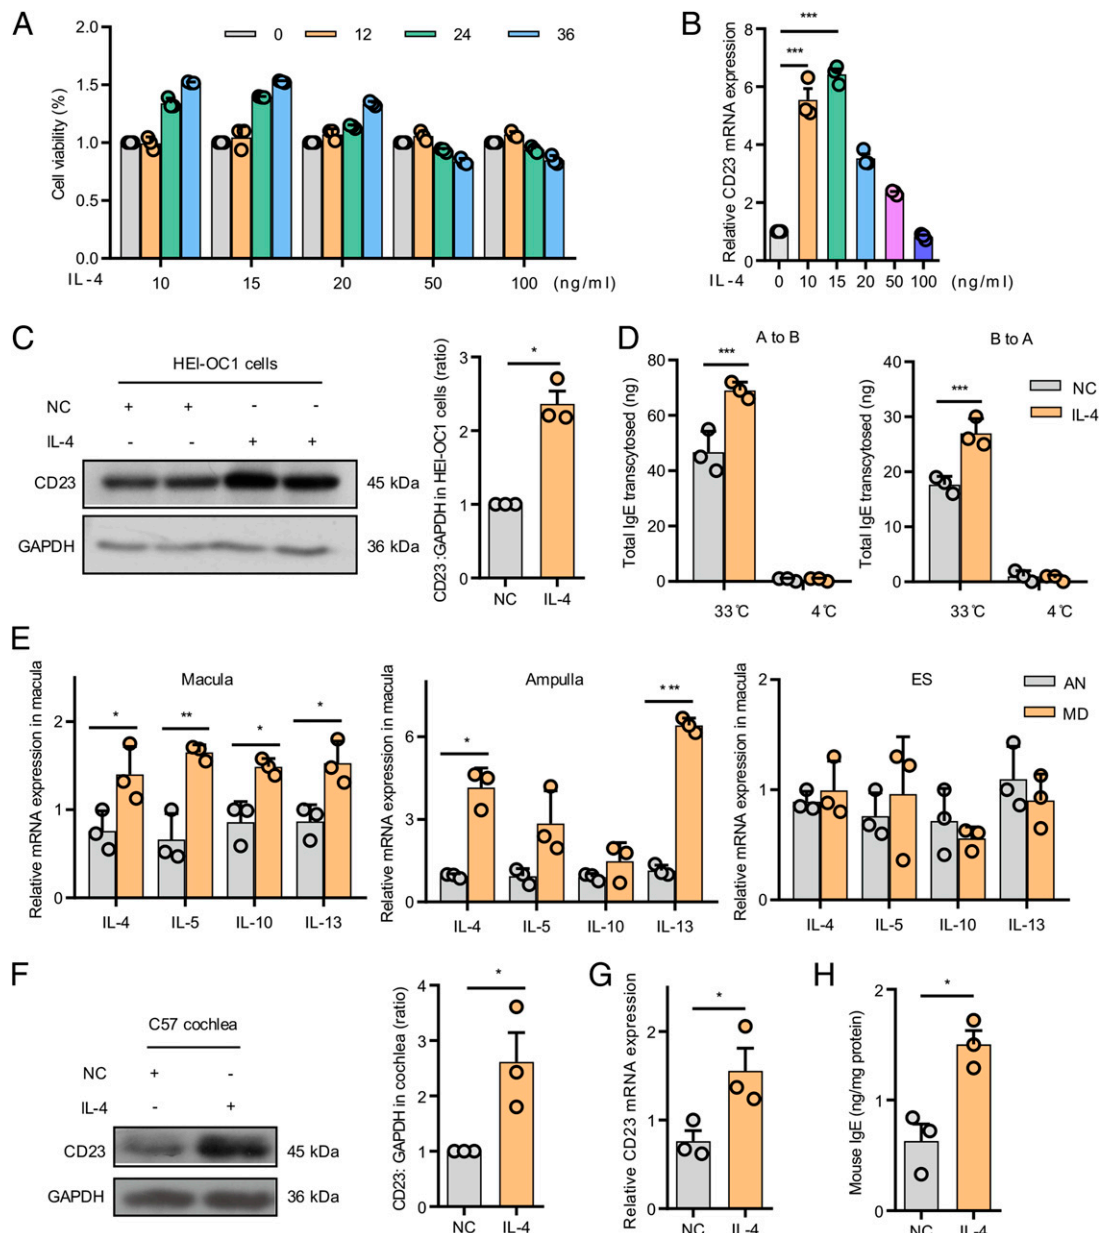 A
2.0
1.5
1.0
0.5
0.0
Cell viability (%)
0 12 24 36
IL-4 10 15 20 50 100 (ng/ml)
B
8
6
4
2
0
Relative CD23 mRNA expression
***
***
IL-4 0 10 15 20 50 100 (ng/ml)
C
HEI-OC1 cells
NC + + - -
IL-4 - - + +
CD23 45 kDa
GAPDH 36 kDa
CD23 :GAPDH in HEI-OC1 cells (ratio)
3
2
1
0
*
NC IL-4
D
A to B
Total IgE transcytosed (ng)
80
60
40
20
0
***
33℃ 4℃
B to A
Total IgE transcytosed (ng)
40
30
20
10
0
***
33℃ 4℃
NC
IL-4
E
Macula
Relative mRNA expression in macula
2
1
0
* ** * *
IL-4 IL-5 IL-10 IL-13
Ampulla
Relative mRNA expression in macula
6
3
0
* ***
IL-4 IL-5 IL-10 IL-13
ES
Relative mRNA expression in macula
2
1
0
IL-4 IL-5 IL-10 IL-13
AN
MD
F
C57 cochlea
NC + -
IL-4 - +
CD23 45 kDa
GAPDH 36 kDa
CD23: GAPDH in cochlea (ratio)
4
3
2
1
0
*
NC IL-4
G
Relative CD23 mRNA expression
2
1
0
*
NC IL-4
H
Mouse IgE (ng/mg protein)
2
1
0
*
NC IL-4